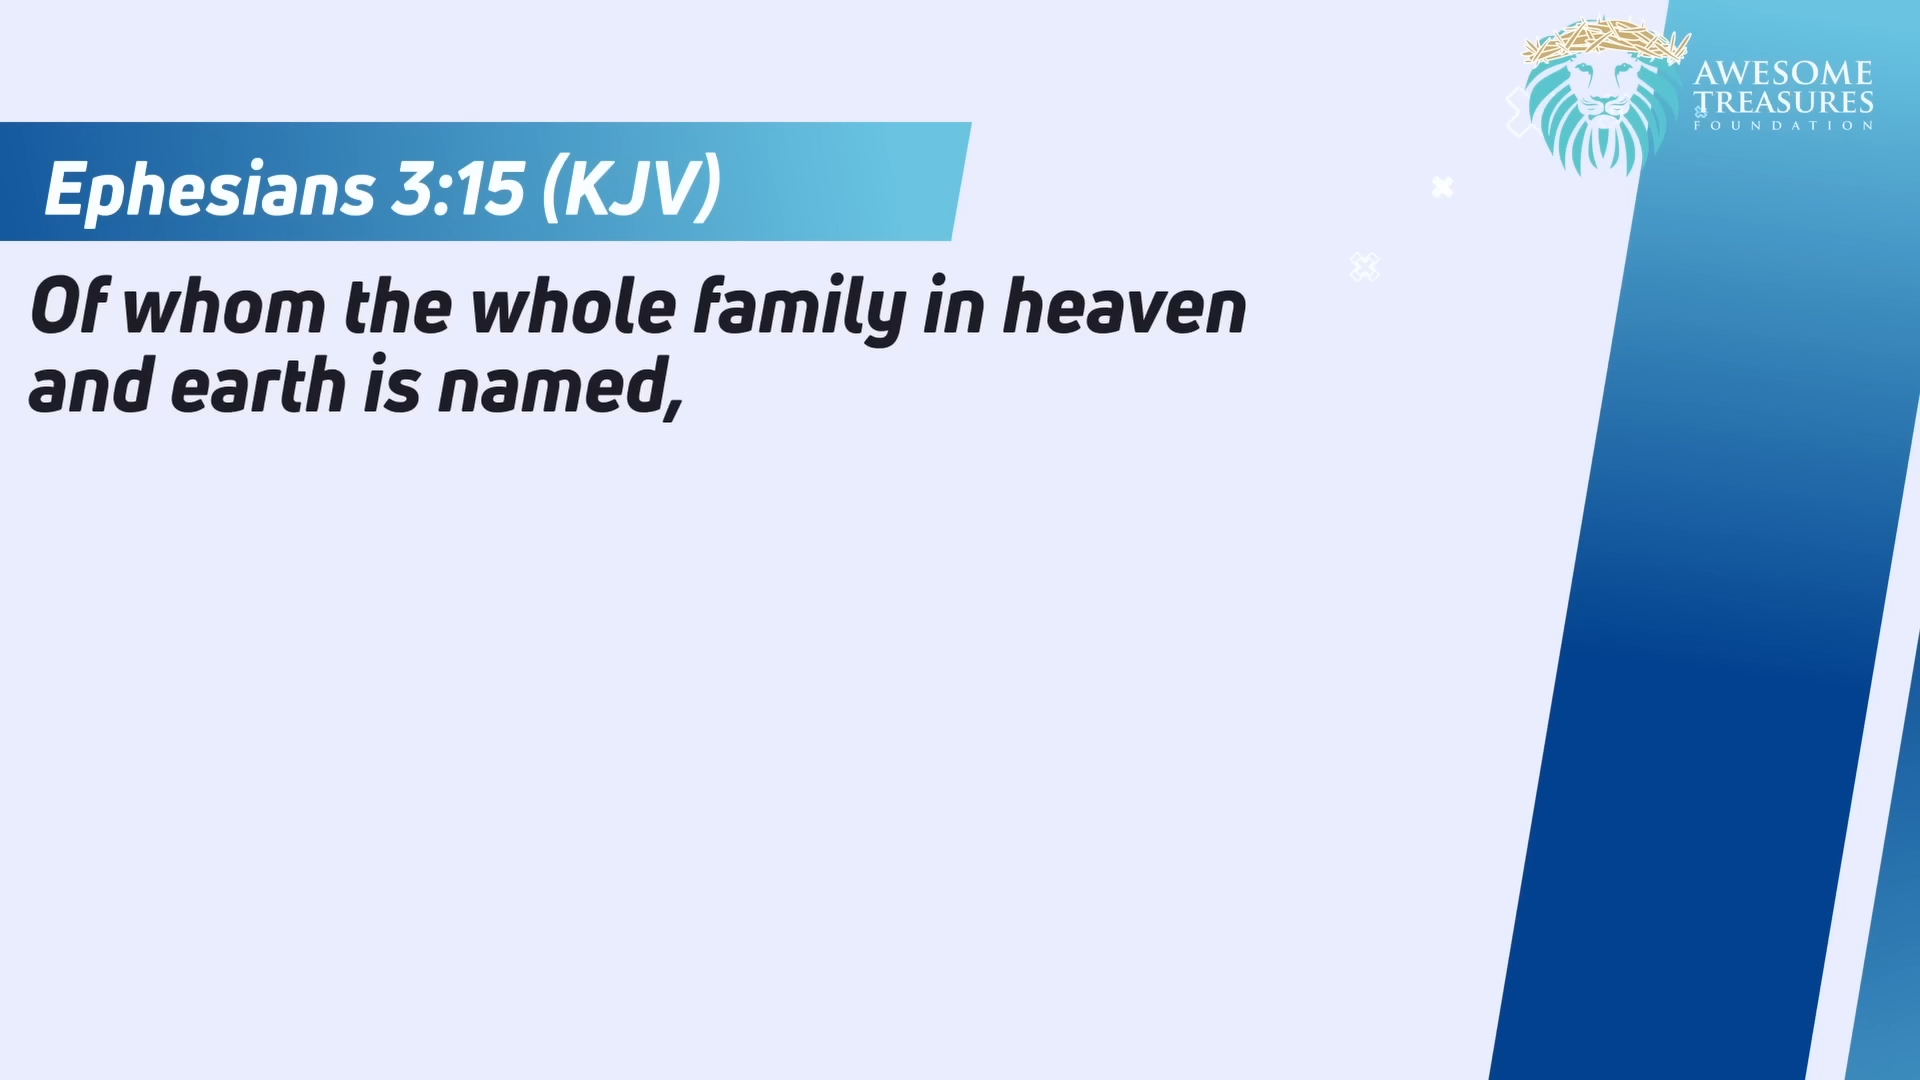 AWESOME
TREASURES
FOUNDATION
Ephesians 3:15 (KJV)
Of whom the whole family in heaven
and earth is named,